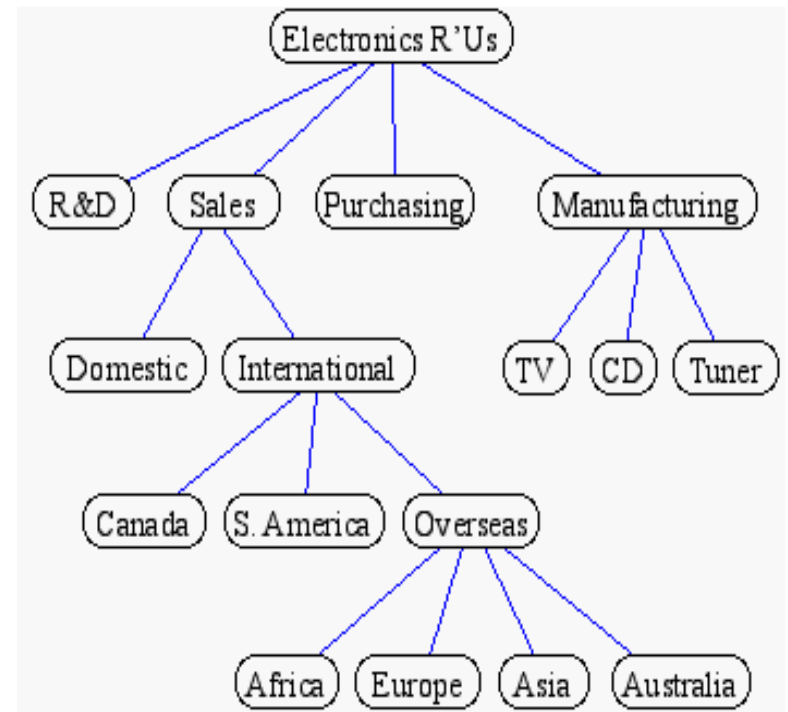 Electronics R'Us
R&D Sales Purchasing Manufacturing
Domestic International TV CD Tuner
Canada S. America Overseas
Africa Europe Asia Australia